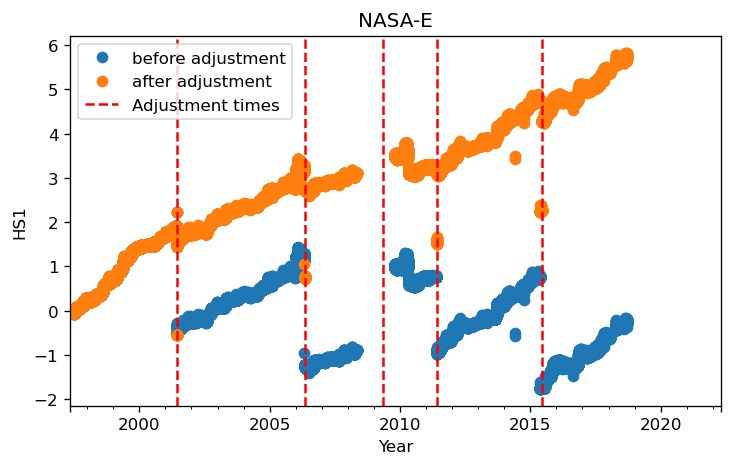 NASA-E
before adjustment
after adjustment
Adjustment times
HS1
6
5
4
3
2
1
0
−1
−2
2000 2005 2010 2015 2020
Year